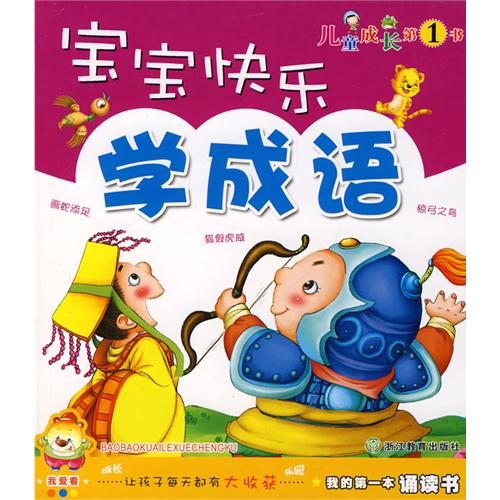 儿童成长第1书
宝宝快乐
学成语
画蛇添足
狐假虎威
惊弓之鸟
BAOBAOKUAILEXUECHENGYU
浙江教育出版社
我爱看
成长 乐园
……让孩子每天都有大收获……
★我的第一本诵读书